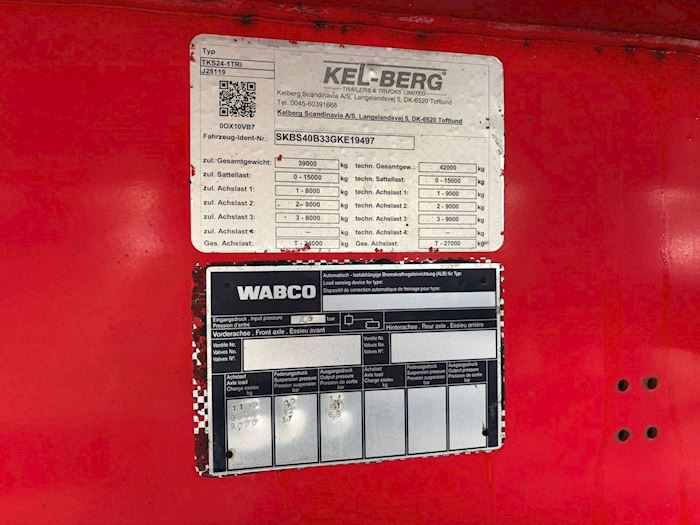 Typ
TKS24-1TRI
J25119
0OX10VB7
KEL-BERG
TRAILERS & TRUCKS LIMITED
Kelberg Scandinavia A/S, Langelandsvej 5, DK-6520 Toftlund
Tel.:0045-60391668
Kelberg Scandinavia A/S, Langelandsvej 5, DK-6520 Toftlund
Fahrzeug-Ident-Nr.: SKBS40B33GKE19497
zul. Gesamtgewicht: 39000 kg techn. Gesamtgew.: 42000 kg
zul. Sattellast: 0 - 15000 kg techn. Sattellast: 0 - 15000 kg
zul. Achslast 1: 1 - 8000 kg techn. Achslast 1: 1 - 9000 kg
zul. Achslast 2: 2 - 8000 kg techn. Achslast 2: 2 - 9000 kg
zul. Achslast 3: 3 - 8000 kg techn. Achslast 3: 3 - 9000 kg
zul. Achslast 4: -- kg techn. Achslast 4: -- kg
Ges. Achslast: T - 24000 kg Ges. Achslast: T - 27000 kg
WABCO
Automatisch - lastabhängige Bremskraftregeleinrichtung (ALB) für Typ:
Load sensing device for type:
Dispositif de correction automatique de freinage pour type:
Eingangsdruck . Input pressure bar
Pression d'entré
Vorderachse . Front axle . Essieu avant Hinterachse . Rear axle . Essieu arrière
Ventile Nr. Ventile Nr.
Valves No. Valves No.
Valves N°. Valves N°.
Achslast Federungsdruck Ausgangsdruck Achslast Federungsdruck Ausgangsdruck
Axle load Suspension pressure Output pressure Axle load Suspension pressure Output pressure
Charge essieu Pression suspension Pression de sortie Charge essieu Pression suspension Pression de sortie
kg bar bar kg bar bar
9.000 5,7 6,8